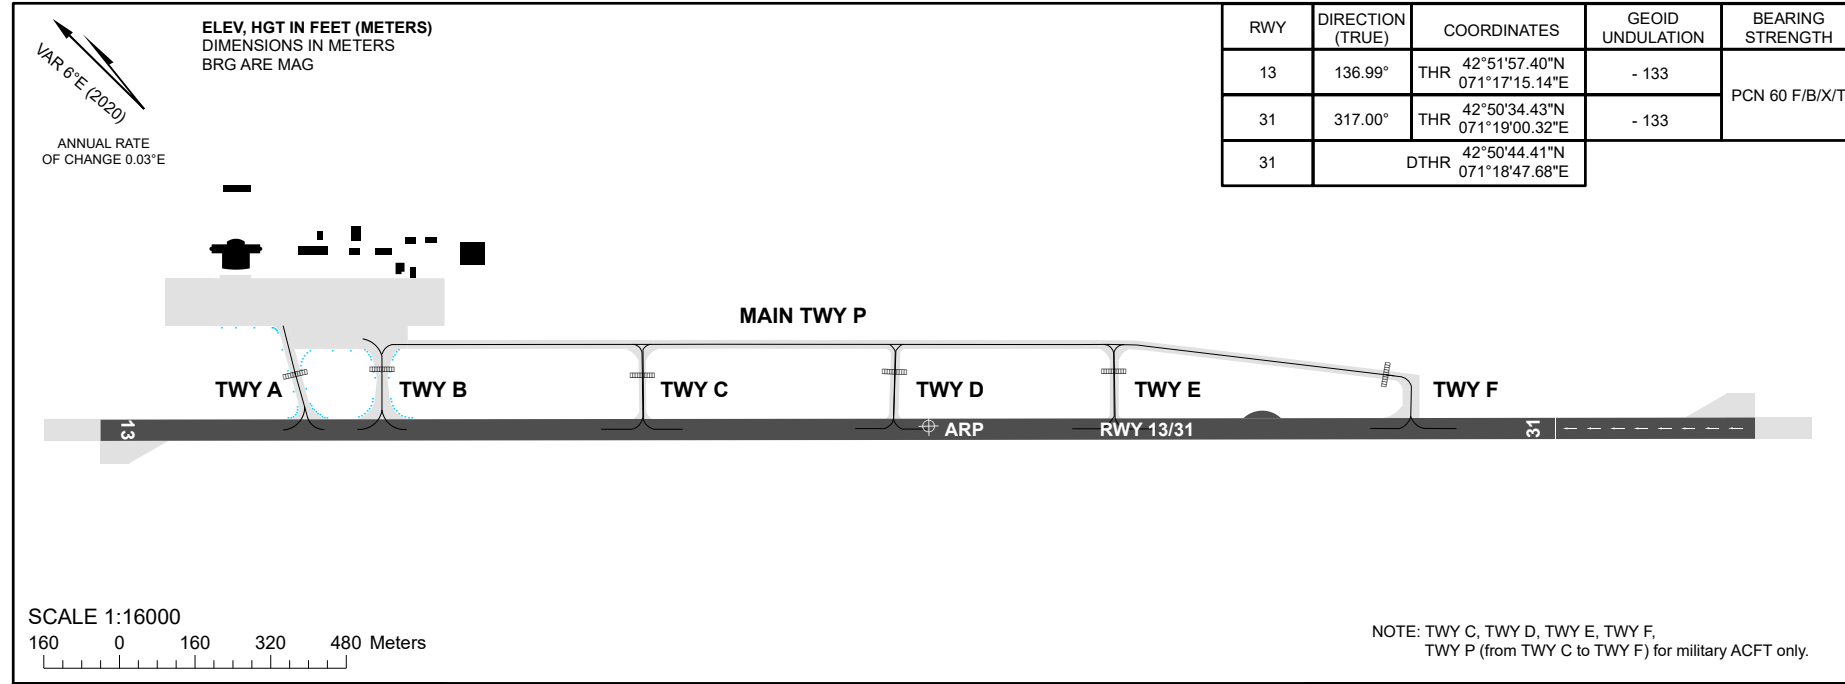 VAR 6°E (2020)
ANNUAL RATE
OF CHANGE 0.03°E
ELEV, HGT IN FEET (METERS)
DIMENSIONS IN METERS
BRG ARE MAG
RWY DIRECTION (TRUE) COORDINATES GEOID UNDULATION BEARING STRENGTH
13 136.99° THR 42°51'57.40"N 071°17'15.14"E - 133 PCN 60 F/B/X/T
31 317.00° THR 42°50'34.43"N 071°19'00.32"E - 133
31 DTHR 42°50'44.41"N 071°18'47.68"E
MAIN TWY P
TWY A TWY B TWY C TWY D TWY E TWY F
13 ARP RWY 13/31 31
SCALE 1:16000
160 0 160 320 480 Meters
NOTE: TWY C, TWY D, TWY E, TWY F,
TWY P (from TWY C to TWY F) for military ACFT only.